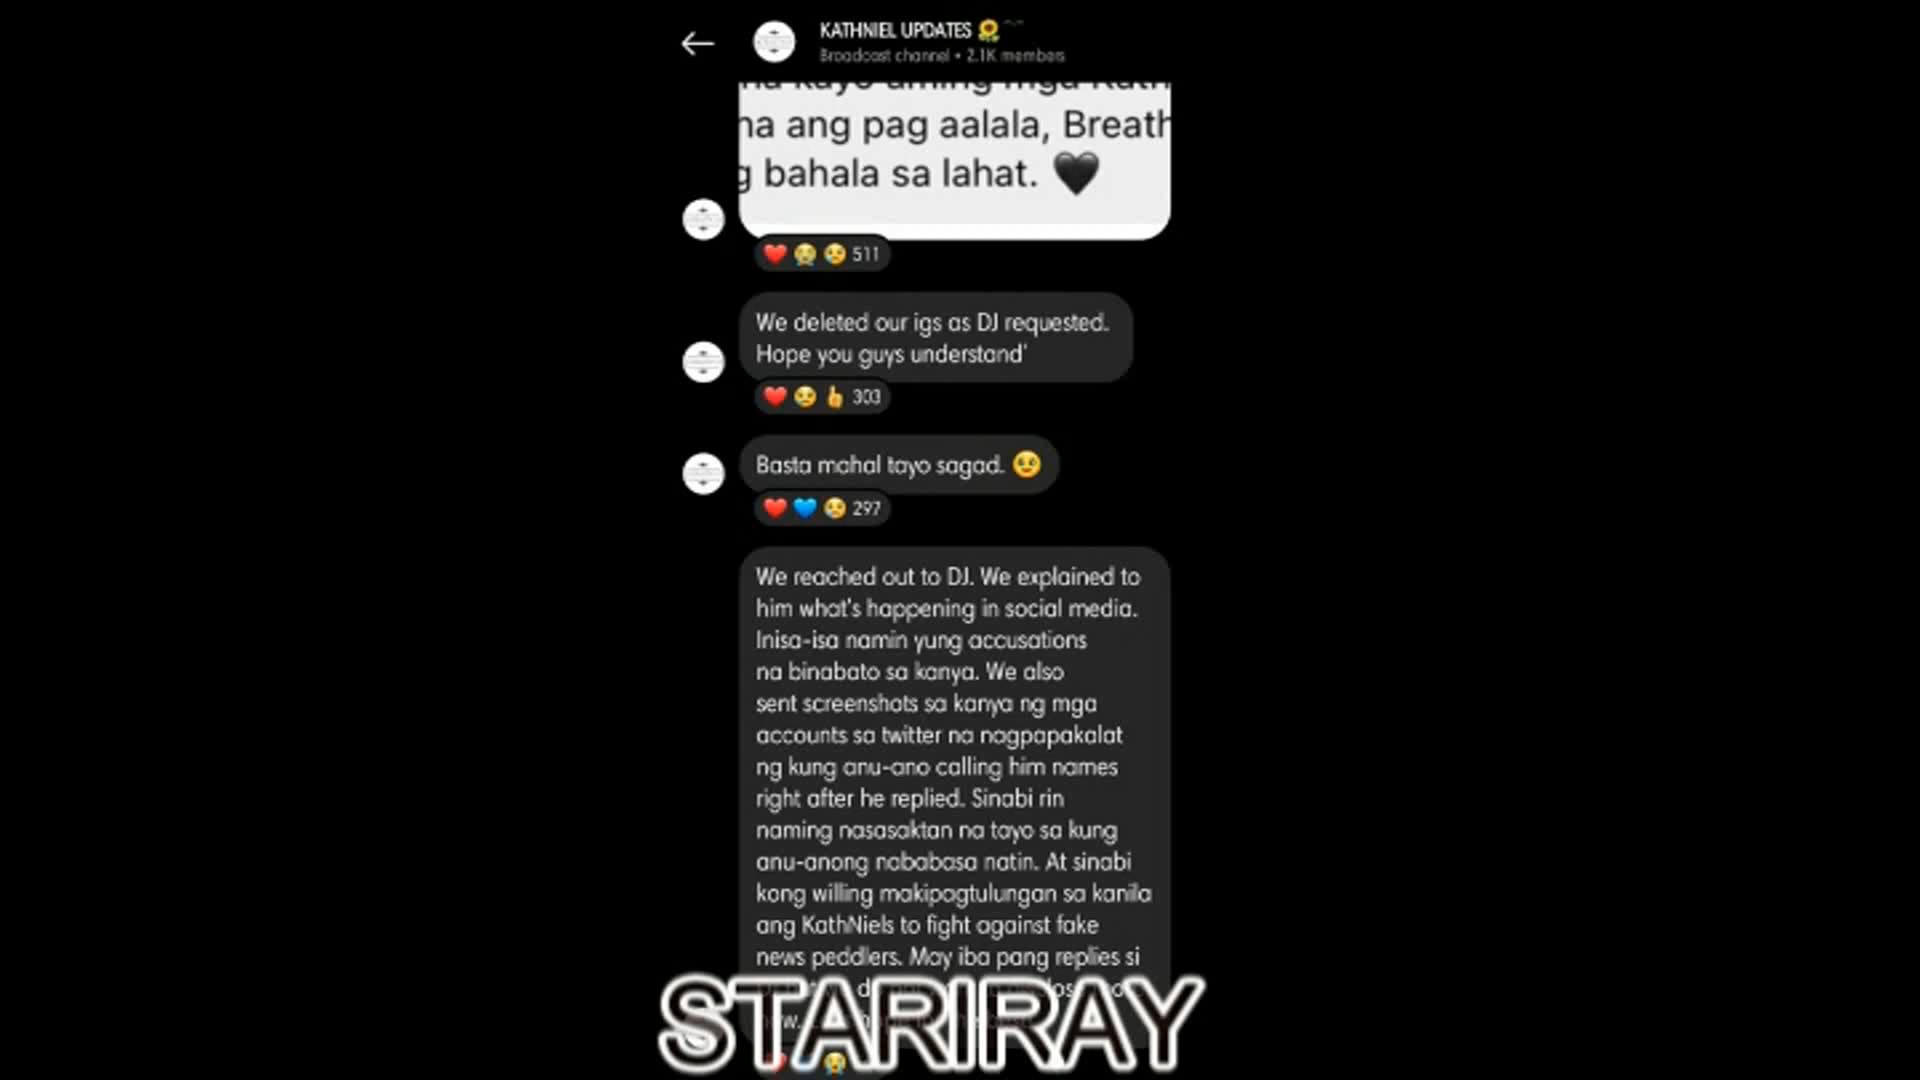 KATHNIEL UPDATES 🌻
Broadcast channel • 2.1K members
na kayo aming mga Kath
na ang pag aalala, Breath
g bahala sa lahat. 🖤
❤️ 😭 😢 511
We deleted our igs as DJ requested.
Hope you guys understand'
❤️ 😢 👍 303
Basta mahal tayo sagad. 🥹
❤️ 💙 😢 297
We reached out to DJ. We explained to
him what's happening in social media.
Inisa-isa namin yung accusations
na binabato sa kanya. We also
sent screenshots sa kanya ng mga
accounts sa twitter na nagpapakalat
ng kung anu-ano calling him names
right after he replied. Sinabi rin
naming nasasaktan na tayo sa kung
anu-anong nababasa natin. At sinabi
kong willing makipagtulungan sa kanila
ang KathNiels to fight against fake
news peddlers. May iba pang replies si
STARIRAY